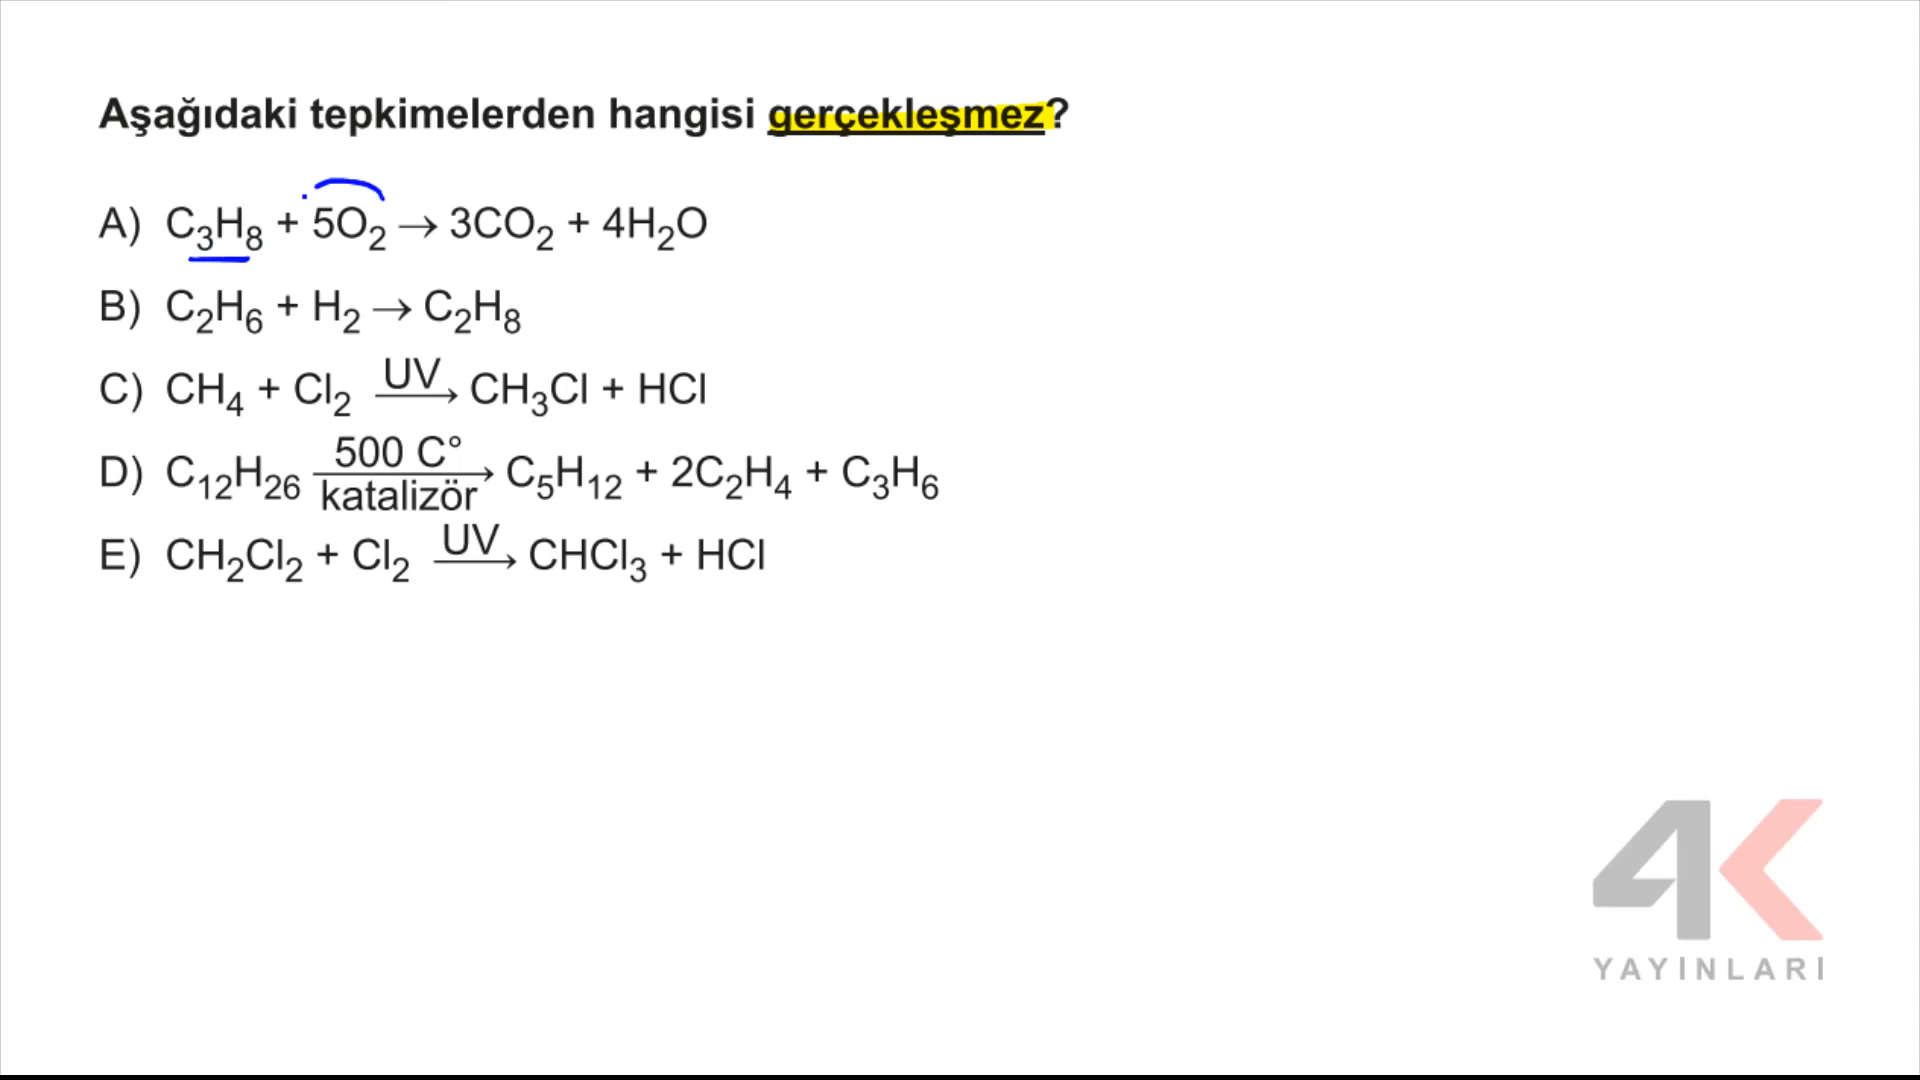 Aşağıdaki tepkimelerden hangisi gerçekleşmez?
A) C₃H₈ + 5O₂ → 3CO₂ + 4H₂O
B) C₂H₆ + H₂ → C₂H₈
C) CH₄ + Cl₂ UV→ CH₃Cl + HCl
D) C₁₂H₂₆ 500 C° katalizör→ C₅H₁₂ + 2C₂H₄ + C₃H₆
E) CH₂Cl₂ + Cl₂ UV→ CHCl₃ + HCl
4K
YAYINLARI